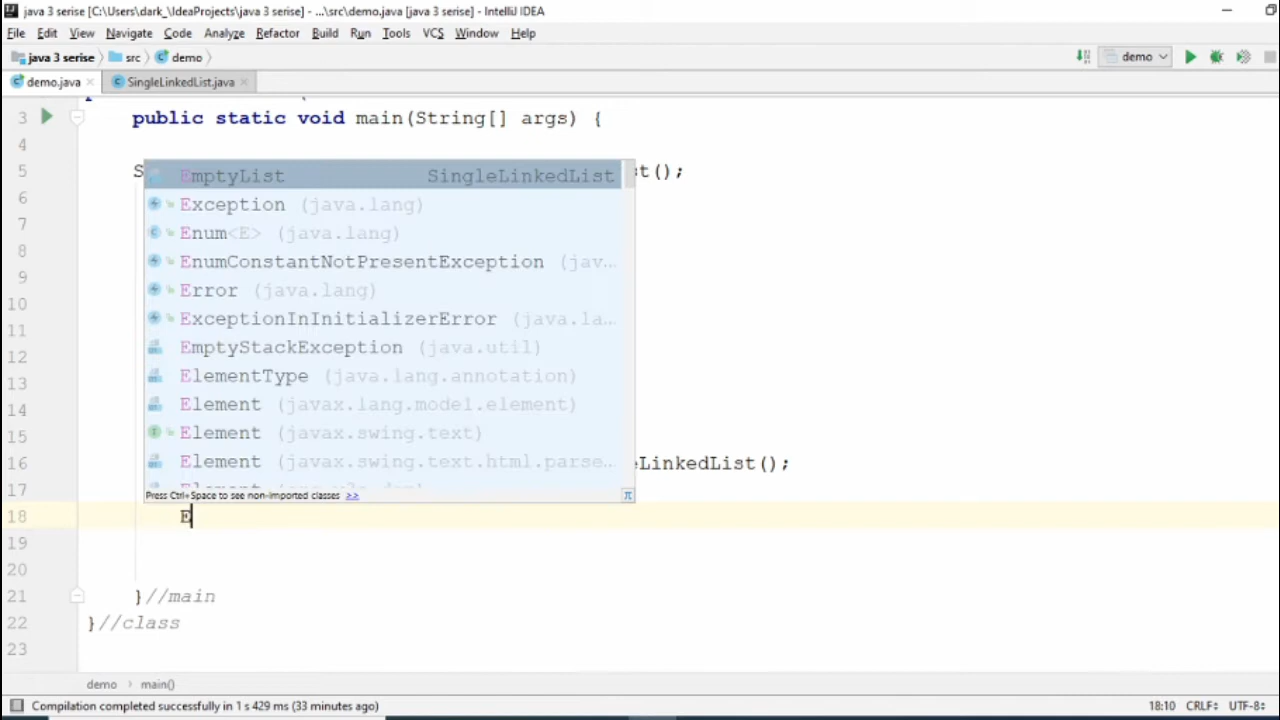 java 3 serise [C:\Users\dark_\IdeaProjects\java 3 serise] - ...\src\demo.java [java 3 serise] - IntelliJ IDEA
File Edit View Navigate Code Analyze Refactor Build Run Tools VCS Window Help
java 3 serise src demo demo
demo.java SingleLinkedList.java
3 public static void main(String[] args) {
4
5 S t();
EmptyList SingleLinkedList
6 Exception (java.lang)
7 Enum<E> (java.lang)
8 EnumConstantNotPresentException (jav...
9 Error (java.lang)
10
11 ExceptionInInitializerError (java.la...
12 EmptyStackException (java.util)
13 ElementType (java.lang.annotation)
14 Element (javax.lang.model.element)
15 Element (javax.swing.text)
16 Element (javax.swing.text.html.parse... eLinkedList();
17
Press Ctrl+Space to see non-imported classes >> π
18 E
19
20
21 }//main
22 }//class
23
demo main()
Compilation completed successfully in 1 s 429 ms (33 minutes ago) 18:10 CRLF UTF-8